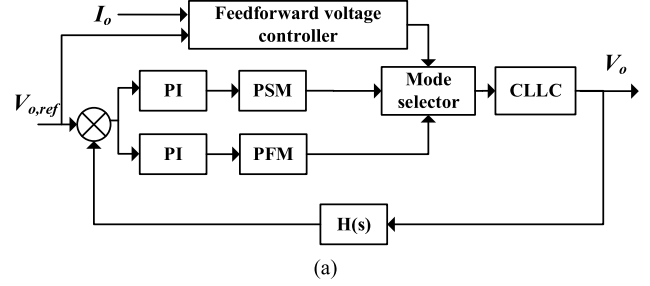 I_o
Feedforward voltage
controller
V_o,ref
PI
PSM
Mode
selector
CLLC
V_o
PI
PFM
H(s)
(a)